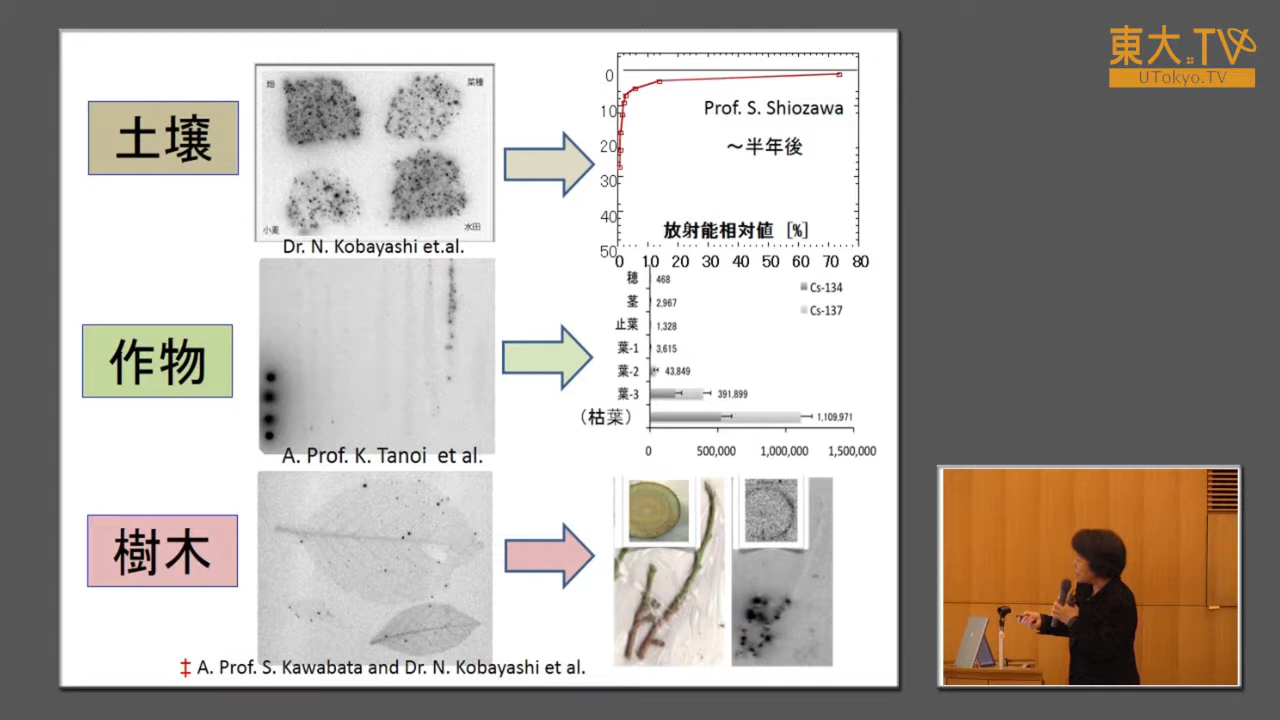 東大.TV
UTokyo.TV
土壌
畑
菜種
小麦
水田
Dr. N. Kobayashi et.al.
0
10
20
30
40
50
Prof. S. Shiozawa
～半年後
放射能相対値 [%]
0 10 20 30 40 50 60 70 80
作物
A. Prof. K. Tanoi et al.
穂 468
茎 2,967
止葉 1,328
葉-1 3,615
葉-2 43,849
葉-3 391,899
（枯葉） 1,109,971
Cs-134
Cs-137
0 500,000 1,000,000 1,500,000
樹木
‡ A. Prof. S. Kawabata and Dr. N. Kobayashi et al.